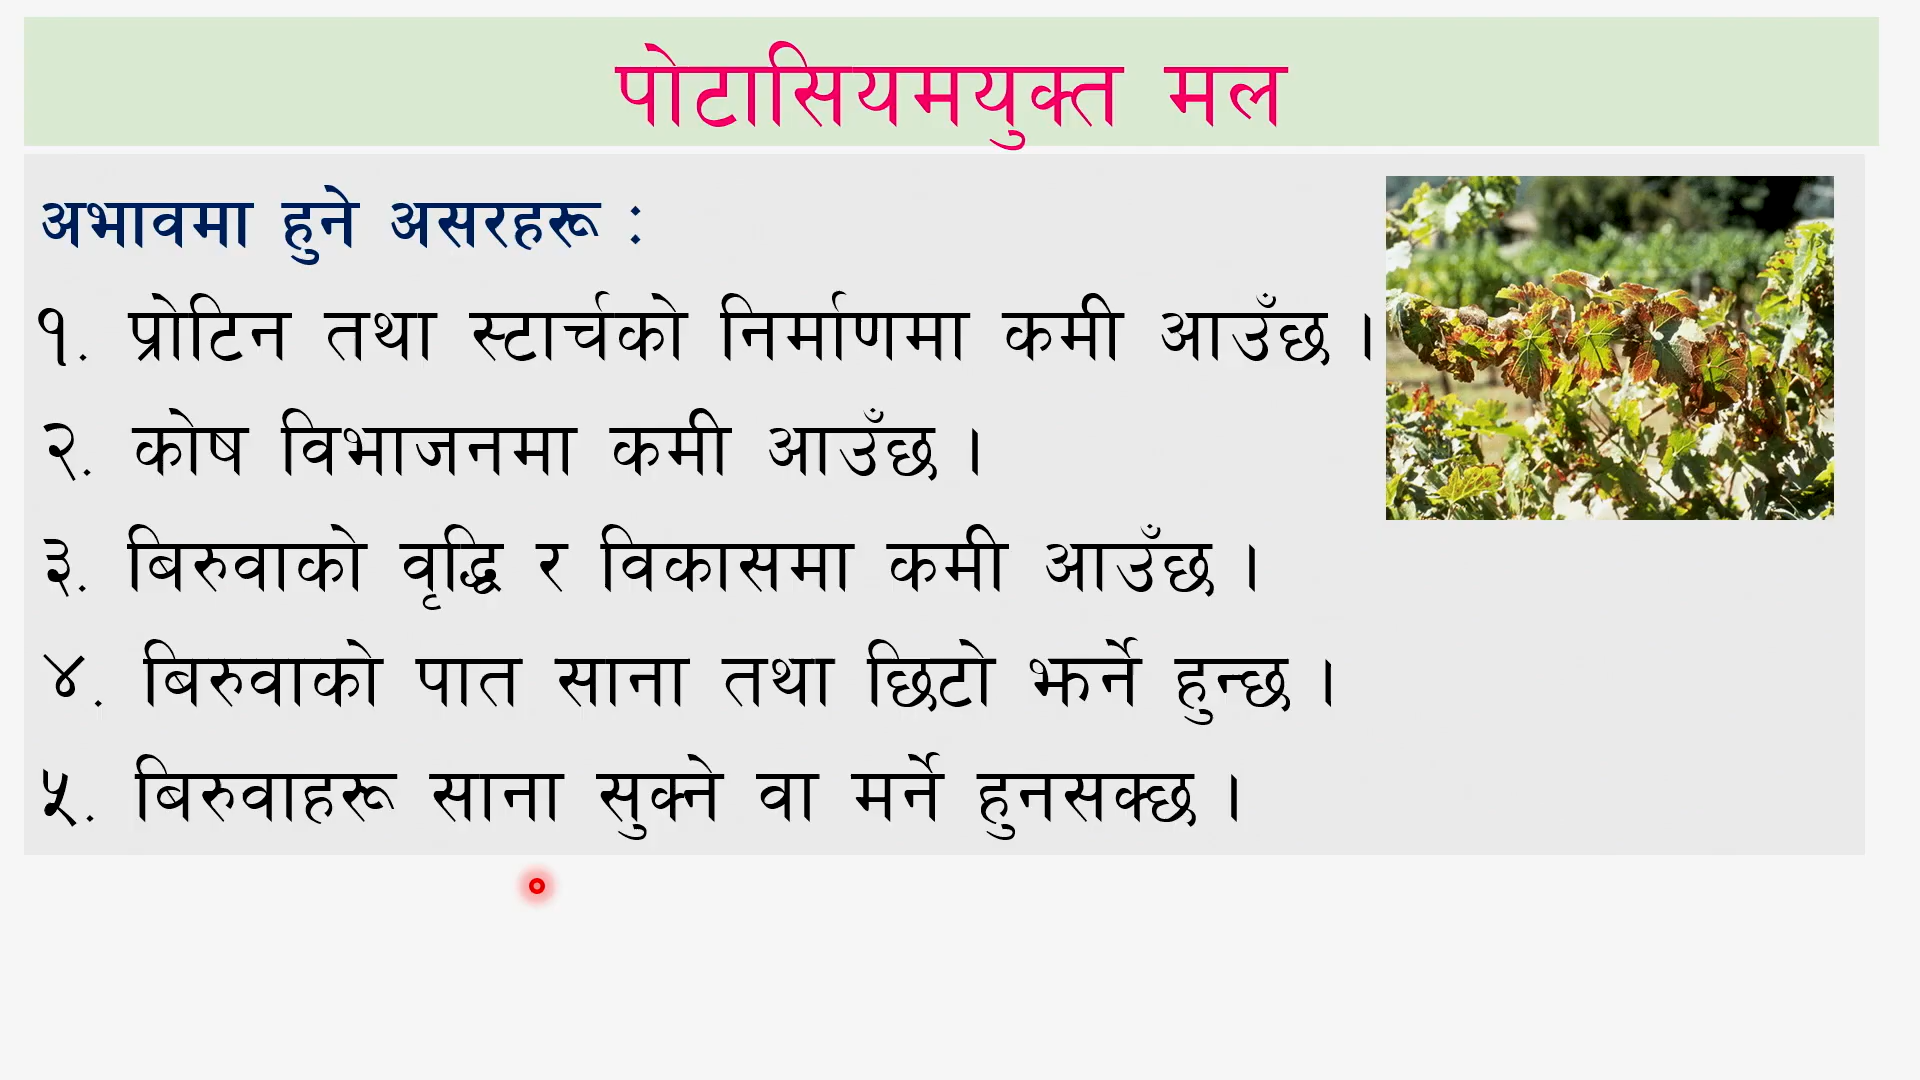 पोटासियमयुक्त मल
अभावमा हुने असरहरू :
१. प्रोटिन तथा स्टार्चको निर्माणमा कमी आउँछ ।
२. कोष विभाजनमा कमी आउँछ ।
३. बिरुवाको वृद्धि र विकासमा कमी आउँछ ।
४. बिरुवाको पात साना तथा छिटो झर्ने हुन्छ ।
५. बिरुवाहरू साना सुक्ने वा मर्ने हुनसक्छ ।